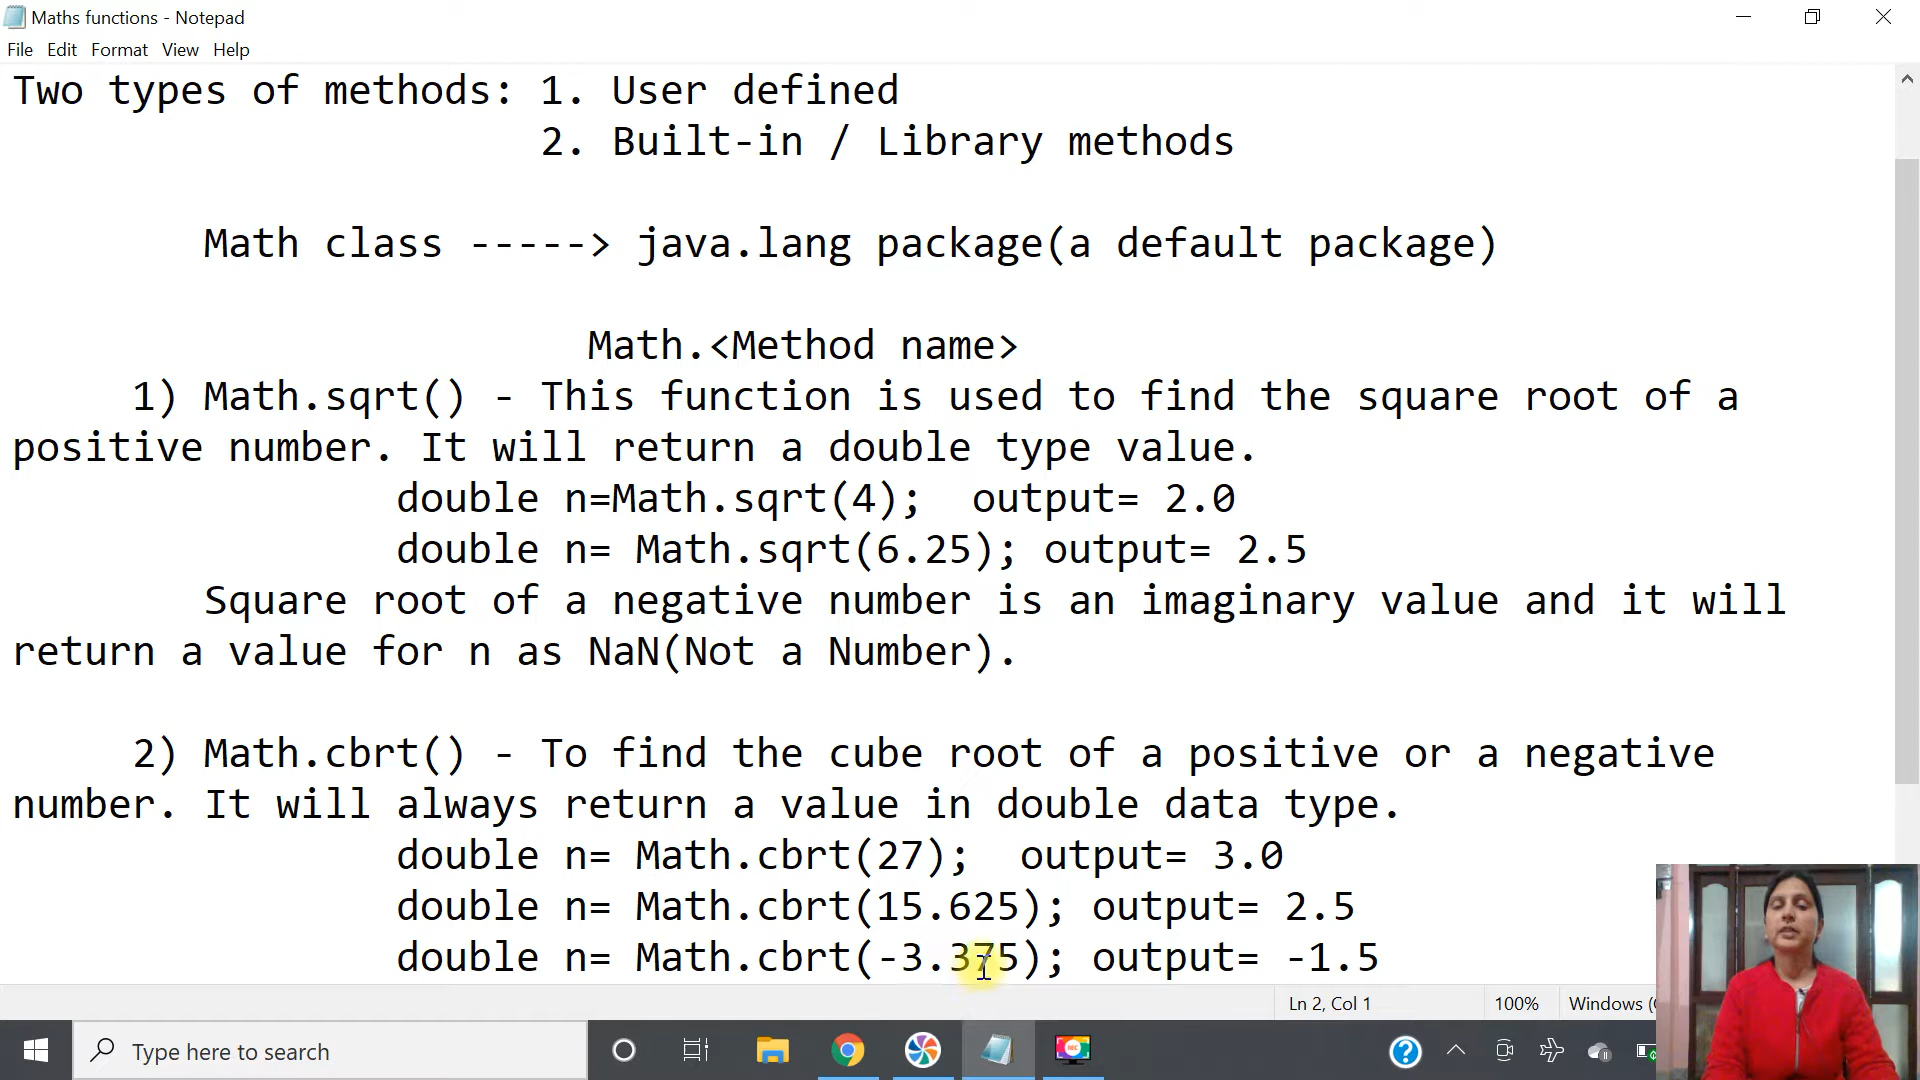 Maths functions - Notepad
File Edit Format View Help
Two types of methods: 1. User defined
2. Built-in / Library methods
Math class -----> java.lang package(a default package)
Math.<Method name>
1) Math.sqrt() - This function is used to find the square root of a
positive number. It will return a double type value.
double n=Math.sqrt(4); output= 2.0
double n= Math.sqrt(6.25); output= 2.5
Square root of a negative number is an imaginary value and it will
return a value for n as NaN(Not a Number).
2) Math.cbrt() - To find the cube root of a positive or a negative
number. It will always return a value in double data type.
double n= Math.cbrt(27); output= 3.0
double n= Math.cbrt(15.625); output= 2.5
double n= Math.cbrt(-3.375); output= -1.5
Ln 2, Col 1 100% Windows (
Type here to search